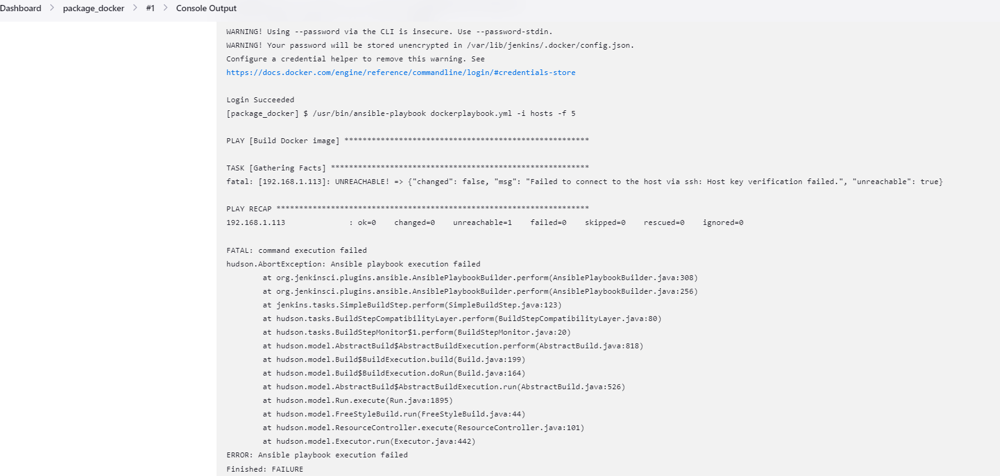 Dashboard > package_docker > #1 > Console Output
WARNING! Using --password via the CLI is insecure. Use --password-stdin.
WARNING! Your password will be stored unencrypted in /var/lib/jenkins/.docker/config.json.
Configure a credential helper to remove this warning. See
https://docs.docker.com/engine/reference/commandline/login/#credentials-store
Login Succeeded
[package_docker] $ /usr/bin/ansible-playbook dockerplaybook.yml -i hosts -f 5
PLAY [Build Docker image] ******************************************************
TASK [Gathering Facts] *********************************************************
fatal: [192.168.1.113]: UNREACHABLE! => {"changed": false, "msg": "Failed to connect to the host via ssh: Host key verification failed.", "unreachable": true}
PLAY RECAP *********************************************************************
192.168.1.113              : ok=0    changed=0    unreachable=1    failed=0    skipped=0    rescued=0    ignored=0
FATAL: command execution failed
hudson.AbortException: Ansible playbook execution failed
at org.jenkinsci.plugins.ansible.AnsiblePlaybookBuilder.perform(AnsiblePlaybookBuilder.java:308)
at org.jenkinsci.plugins.ansible.AnsiblePlaybookBuilder.perform(AnsiblePlaybookBuilder.java:256)
at jenkins.tasks.SimpleBuildStep.perform(SimpleBuildStep.java:123)
at hudson.tasks.BuildStepCompatibilityLayer.perform(BuildStepCompatibilityLayer.java:80)
at hudson.tasks.BuildStepMonitor$1.perform(BuildStepMonitor.java:20)
at hudson.model.AbstractBuild$AbstractBuildExecution.perform(AbstractBuild.java:818)
at hudson.model.Build$BuildExecution.build(Build.java:199)
at hudson.model.Build$BuildExecution.doRun(Build.java:164)
at hudson.model.AbstractBuild$AbstractBuildExecution.run(AbstractBuild.java:526)
at hudson.model.Run.execute(Run.java:1895)
at hudson.model.FreeStyleBuild.run(FreeStyleBuild.java:44)
at hudson.model.ResourceController.execute(ResourceController.java:101)
at hudson.model.Executor.run(Executor.java:442)
ERROR: Ansible playbook execution failed
Finished: FAILURE